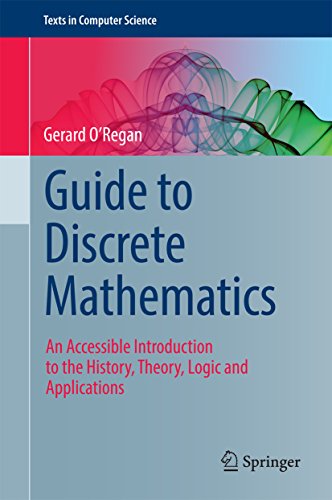 Texts in Computer Science
Gerard O'Regan
Guide to
Discrete
Mathematics
An Accessible Introduction
to the History, Theory, Logic and
Applications
Springer